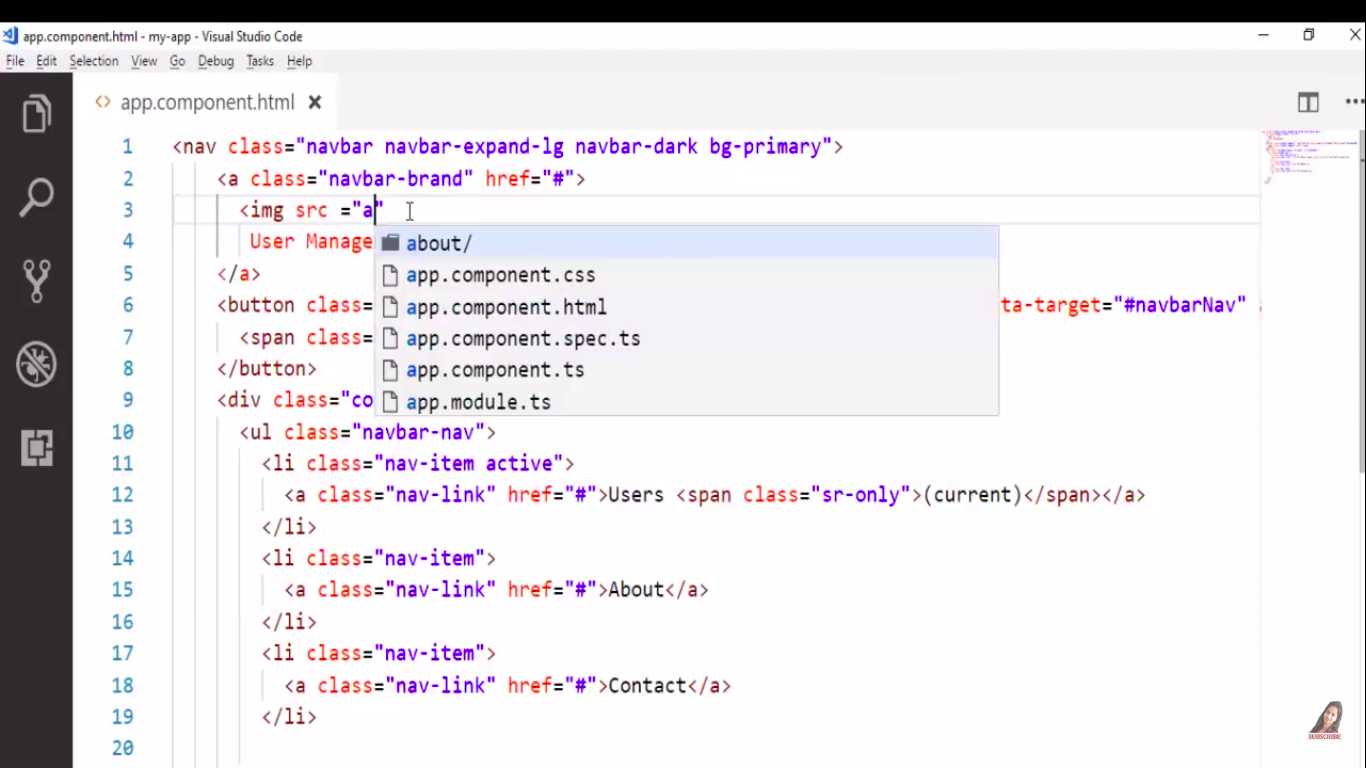 app.component.html - my-app - Visual Studio Code
File Edit Selection View Go Debug Tasks Help
app.component.html
1 <nav class="navbar navbar-expand-lg navbar-dark bg-primary">
2 <a class="navbar-brand" href="#">
3 <img src ="a"
4 User Manage
about/
5 </a>
app.component.css
6 <button class=
app.component.html
ta-target="#navbarNav"
7 <span class=
app.component.spec.ts
8 </button>
app.component.ts
9 <div class="co
app.module.ts
10 <ul class="navbar-nav">
11 <li class="nav-item active">
12 <a class="nav-link" href="#">Users <span class="sr-only">(current)</span></a>
13 </li>
14 <li class="nav-item">
15 <a class="nav-link" href="#">About</a>
16 </li>
17 <li class="nav-item">
18 <a class="nav-link" href="#">Contact</a>
19 </li>
20
SUBSCRIBE